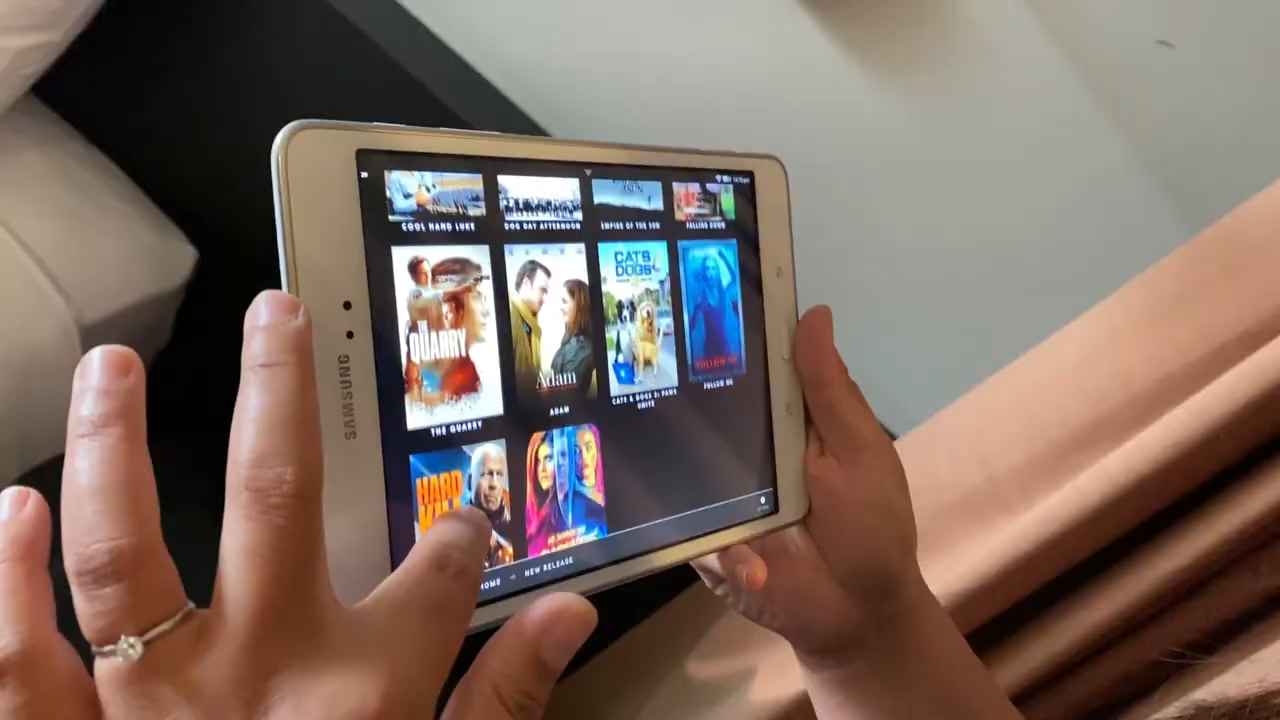 COOL HAND LUKE
DOG DAY AFTERNOON
EMPIRE OF THE SUN
FALLING DOWN
THE
QUARRY
THE QUARRY
Adam
ADAM
CATS
DOGS
CATS & DOGS 3: PAWS
UNITE
FOLLOW ME
FOLLOW ME
HARD
HOME
NEW RELEASE
SAMSUNG